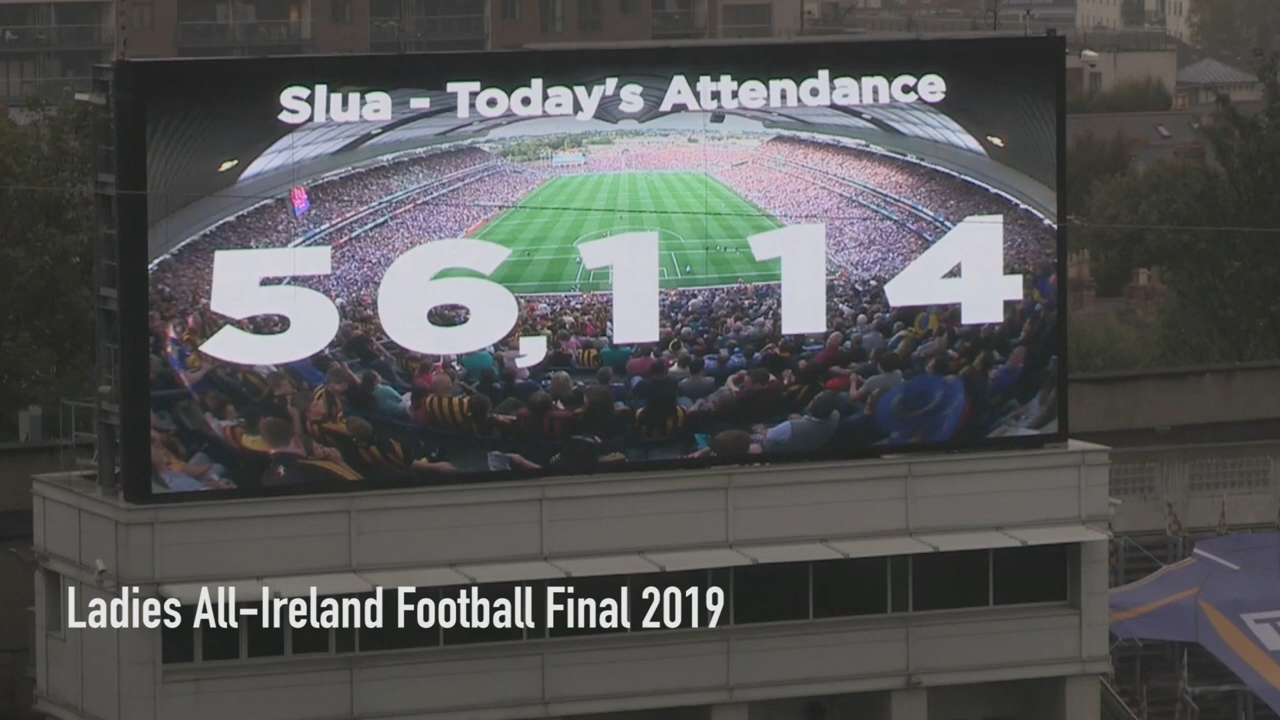 Slua - Today's Attendance
56,114
Ladies All-Ireland Football Final 2019